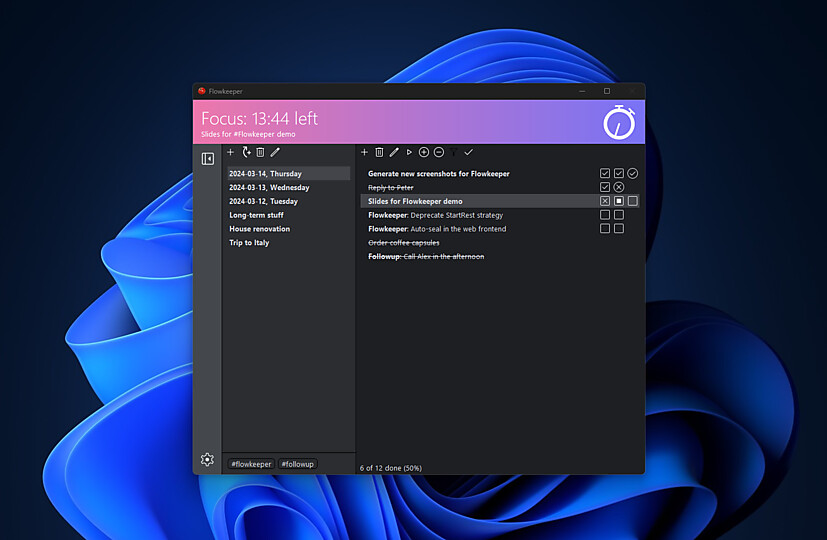 Flowkeeper
Focus: 13:44 left
Slides for #Flowkeeper demo
2024-03-14, Thursday
2024-03-13, Wednesday
2024-03-12, Tuesday
Long-term stuff
House renovation
Trip to Italy
#flowkeeper #followup
Generate new screenshots for Flowkeeper
Reply to Peter
Slides for Flowkeeper demo
Flowkeeper: Deprecate StartRest strategy
Flowkeeper: Auto-seal in the web frontend
Order coffee capsules
Followup: Call Alex in the afternoon
6 of 12 done (50%)